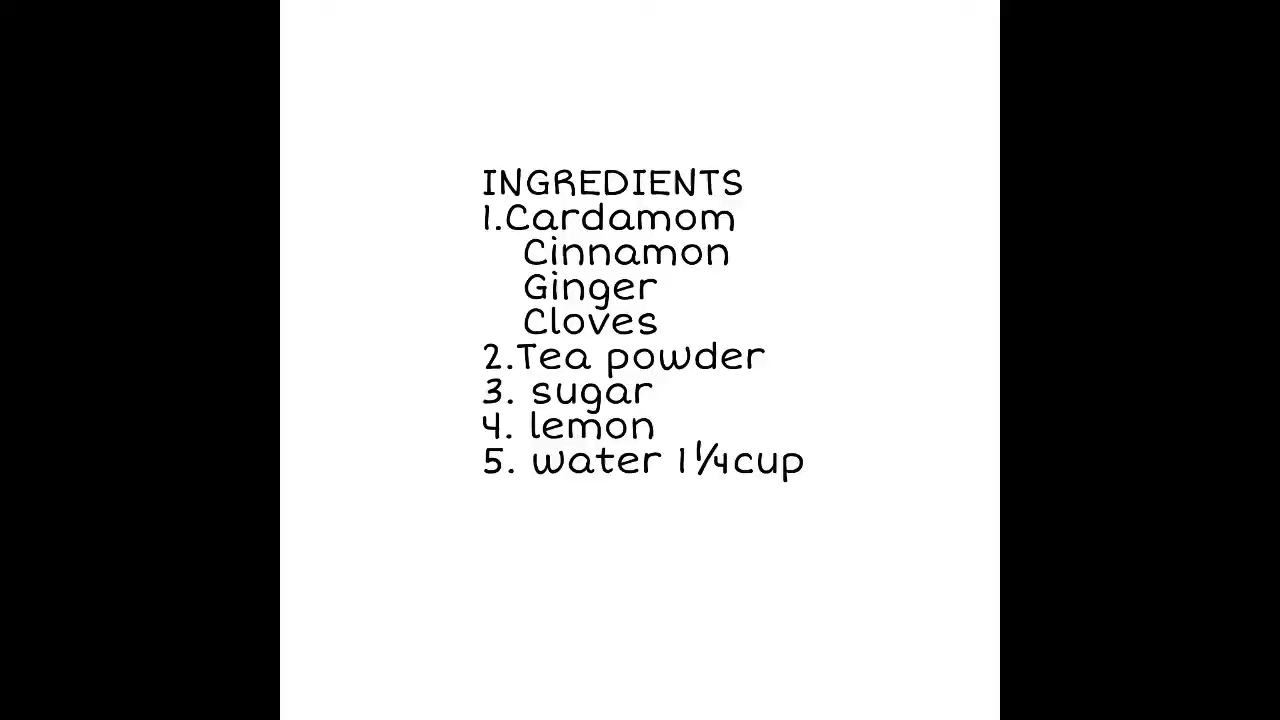 INGREDIENTS
1.Cardamom
Cinnamon
Ginger
Cloves
2.Tea powder
3. sugar
4. lemon
5. water 1¼cup